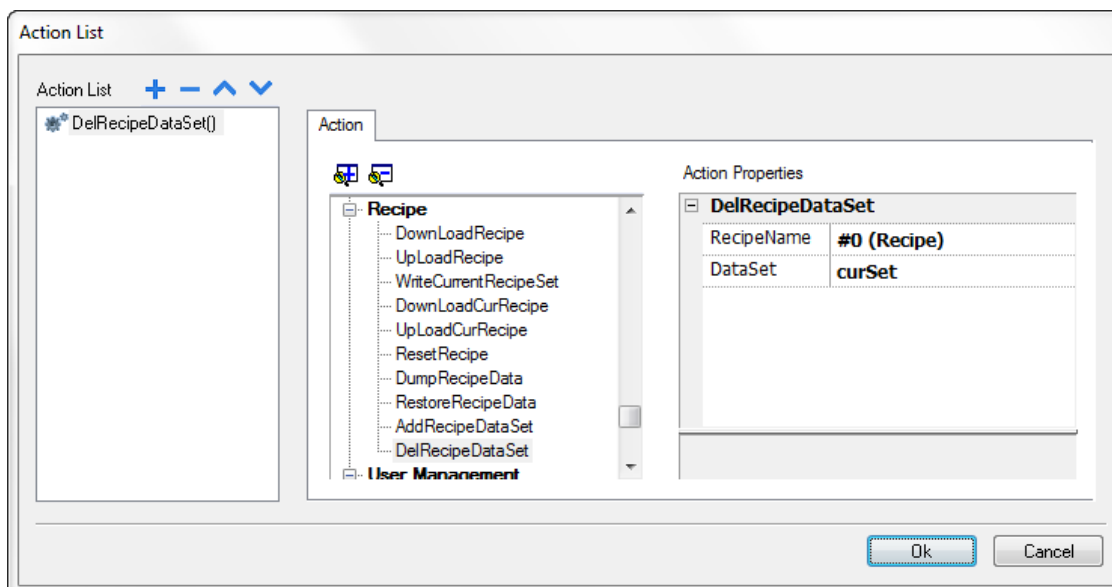 Action List
Action List
DelRecipeDataSet()
Action
Recipe
DownLoadRecipe
UpLoadRecipe
WriteCurrentRecipeSet
DownLoadCurRecipe
UpLoadCurRecipe
ResetRecipe
DumpRecipeData
RestoreRecipeData
AddRecipeDataSet
DelRecipeDataSet
User Management
Action Properties
DelRecipeDataSet
RecipeName #0 (Recipe)
DataSet curSet
Ok Cancel